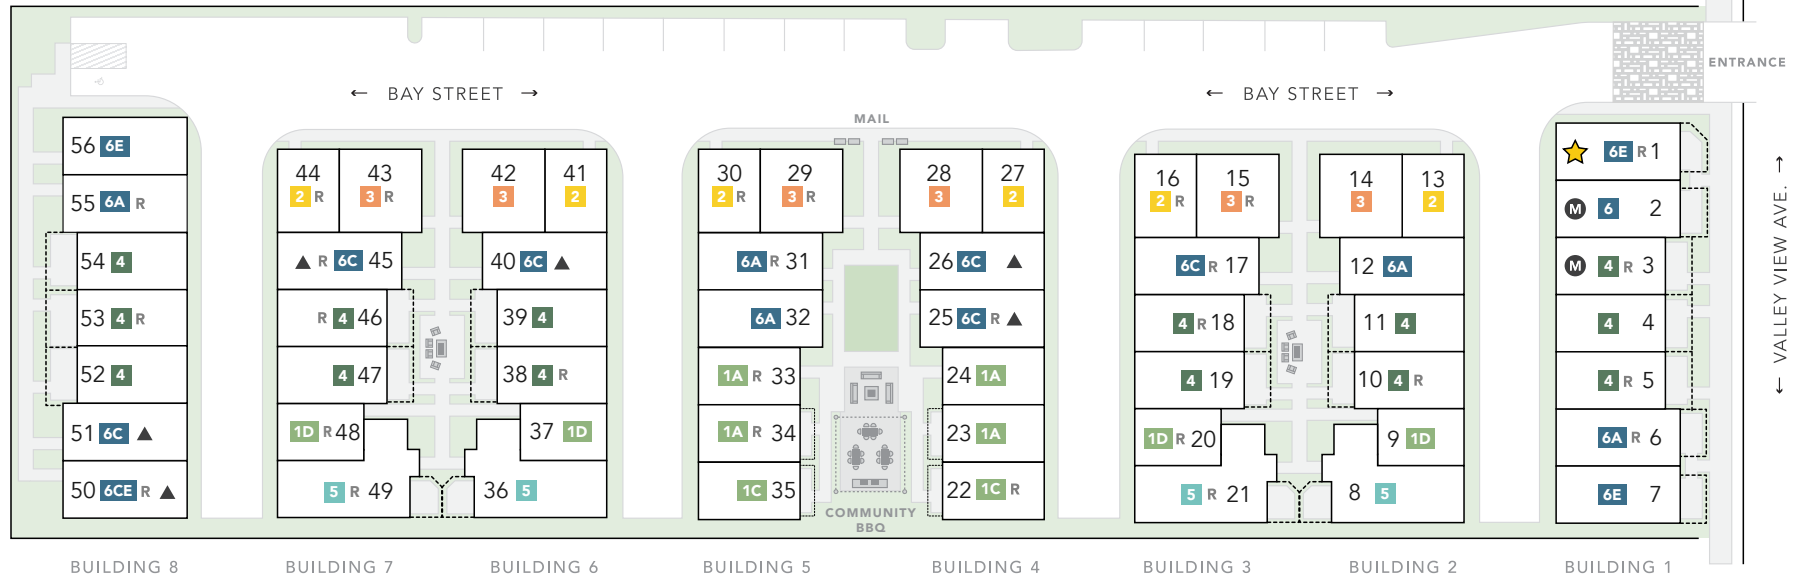 ENTRANCE
← BAY STREET →
← BAY STREET →
MAIL
← VALLEY VIEW AVE. →
56 6E
55 6A R
54 4
53 4 R
52 4
51 6C ▲
50 6CE R ▲
BUILDING 8
44
2 R
43
3 R
▲ R 6C 45
R 4 46
4 47
1D R 48
5 R 49
BUILDING 7
42
3
41
2
40 6C ▲
39 4
38 4 R
37 1D
36 5
BUILDING 6
30
2 R
29
3 R
6A R 31
6A 32
1A R 33
1A R 34
1C 35
BUILDING 5
COMMUNITY
BBQ
28
3
27
2
26 6C ▲
25 6C R ▲
24 1A
23 1A
22 1C R
BUILDING 4
16
2 R
15
3 R
6C R 17
4 R 18
4 19
1D R 20
5 R 21
BUILDING 3
14
3
13
2
12 6A
11 4
10 4 R
9 1D
8 5
BUILDING 2
6E R 1
M 6 2
M 4 R 3
4 4
4 R 5
6A R 6
6E 7
BUILDING 1